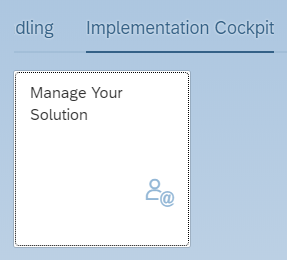 dling Implementation Cockpit
Manage Your
Solution
@